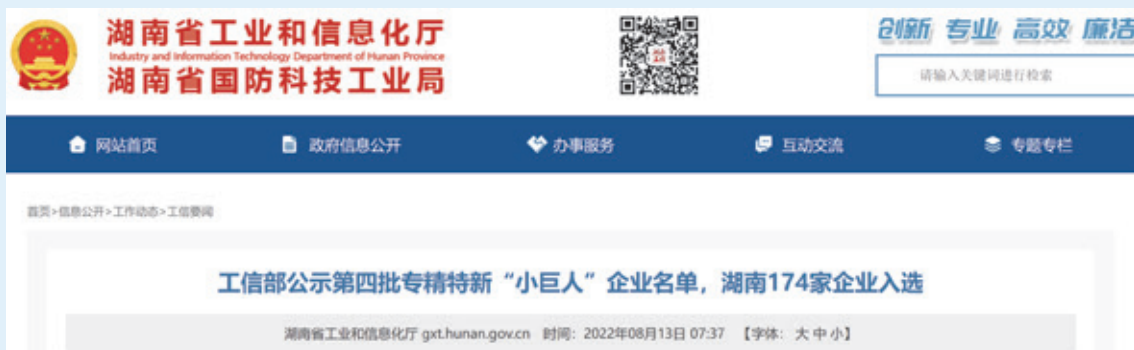 湖南省工业和信息化厅
Industry and Information Technology Department of Hunan Province
湖南省国防科技工业局
创新 专业 高效 廉洁
请输入关键词进行检索
网站首页 政府信息公开 办事服务 互动交流 专题专栏
首页>信息公开>工作动态>工信要闻
工信部公示第四批专精特新“小巨人”企业名单，湖南174家企业入选
湖南省工业和信息化厅 gxt.hunan.gov.cn 时间：2022年08月13日 07:37 【字体：大 中 小】